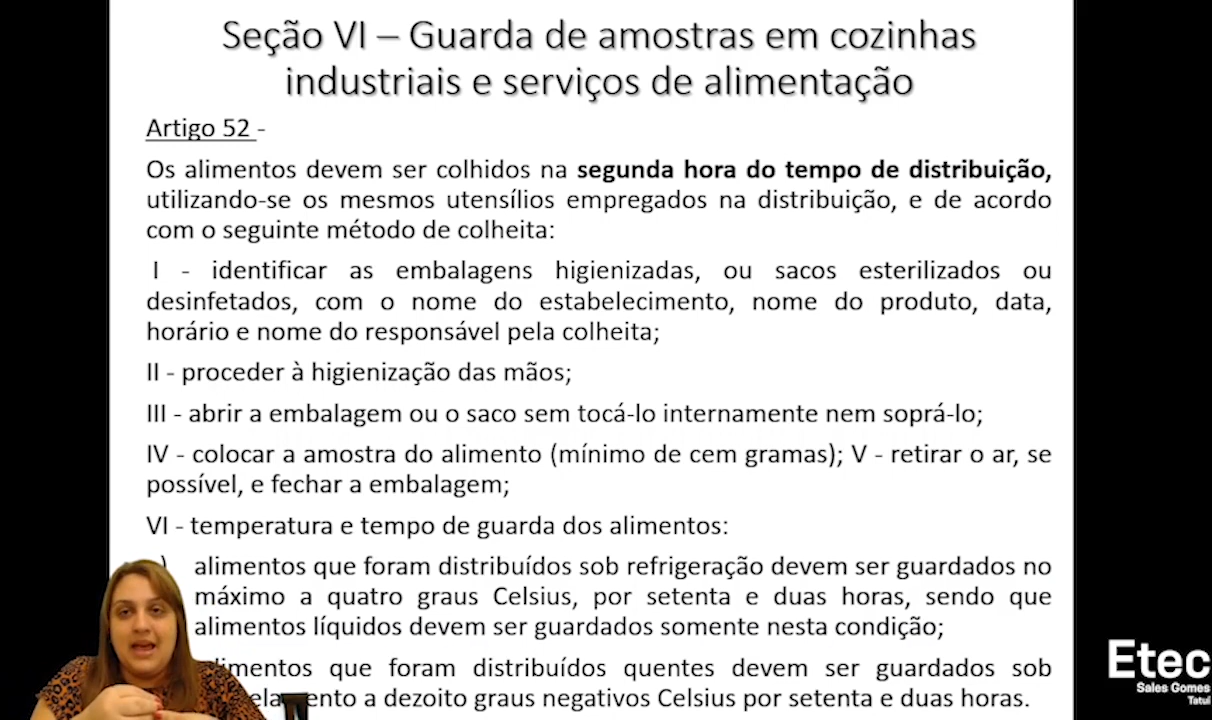 Seção VI – Guarda de amostras em cozinhas
industriais e serviços de alimentação
Artigo 52 -
Os alimentos devem ser colhidos na segunda hora do tempo de distribuição,
utilizando-se os mesmos utensílios empregados na distribuição, e de acordo
com o seguinte método de colheita:
I - identificar as embalagens higienizadas, ou sacos esterilizados ou
desinfetados, com o nome do estabelecimento, nome do produto, data,
horário e nome do responsável pela colheita;
II - proceder à higienização das mãos;
III - abrir a embalagem ou o saco sem tocá-lo internamente nem soprá-lo;
IV - colocar a amostra do alimento (mínimo de cem gramas); V - retirar o ar, se
possível, e fechar a embalagem;
VI - temperatura e tempo de guarda dos alimentos:
alimentos que foram distribuídos sob refrigeração devem ser guardados no
máximo a quatro graus Celsius, por setenta e duas horas, sendo que
alimentos líquidos devem ser guardados somente nesta condição;
que foram distribuídos quentes devem ser guardados sob
a dezoito graus negativos Celsius por setenta e duas horas.
Etec
Sales Gomes
Tatuí